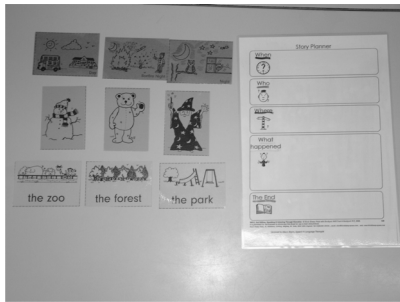 the zoo
the forest
the park
Story Planner
When
Who
Where
What
happened
The End